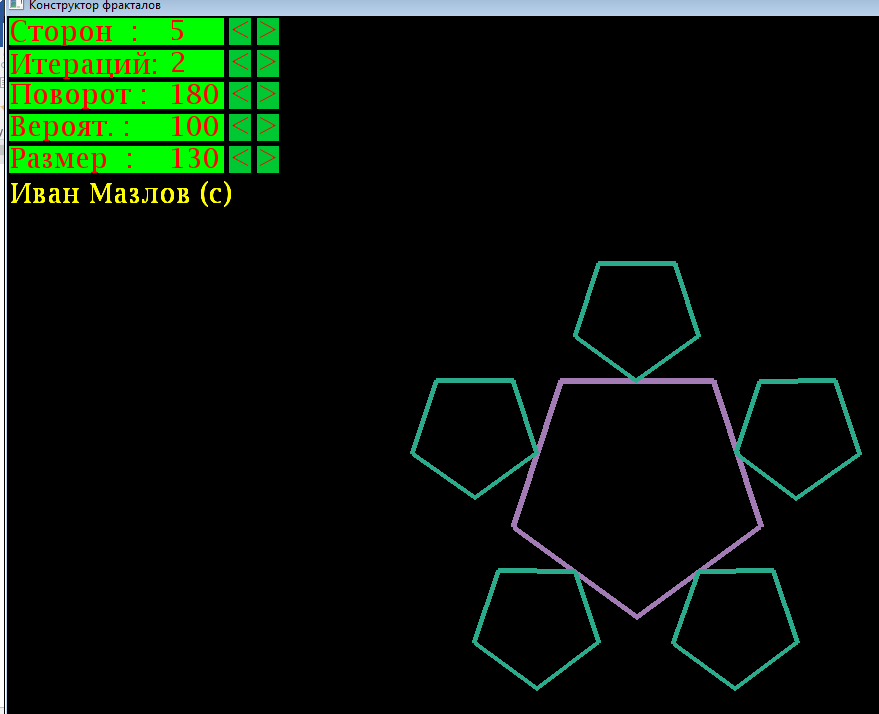 Конструктор фракталов
Сторон : 5 < >
Итераций: 2 < >
Поворот : 180 < >
Вероят. : 100 < >
Размер : 130 < >
Иван Мазлов (с)